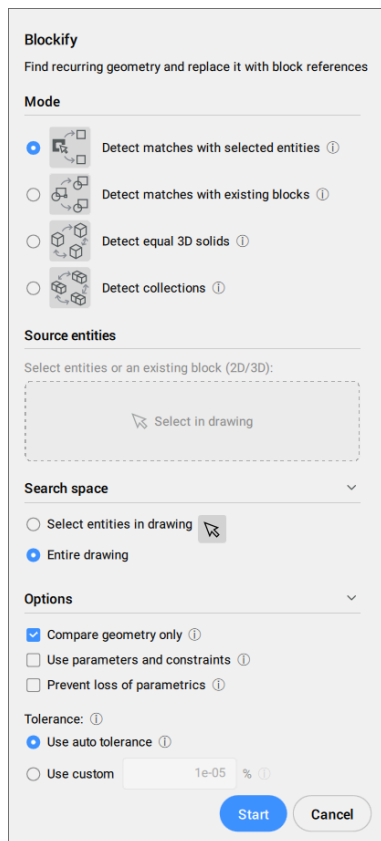 Blockify
Find recurring geometry and replace it with block references
Mode
Detect matches with selected entities
Detect matches with existing blocks
Detect equal 3D solids
Detect collections
Source entities
Select entities or an existing block (2D/3D):
Select in drawing
Search space
Select entities in drawing
Entire drawing
Options
Compare geometry only
Use parameters and constraints
Prevent loss of parametrics
Tolerance:
Use auto tolerance
Use custom 1e-05 %
Start Cancel